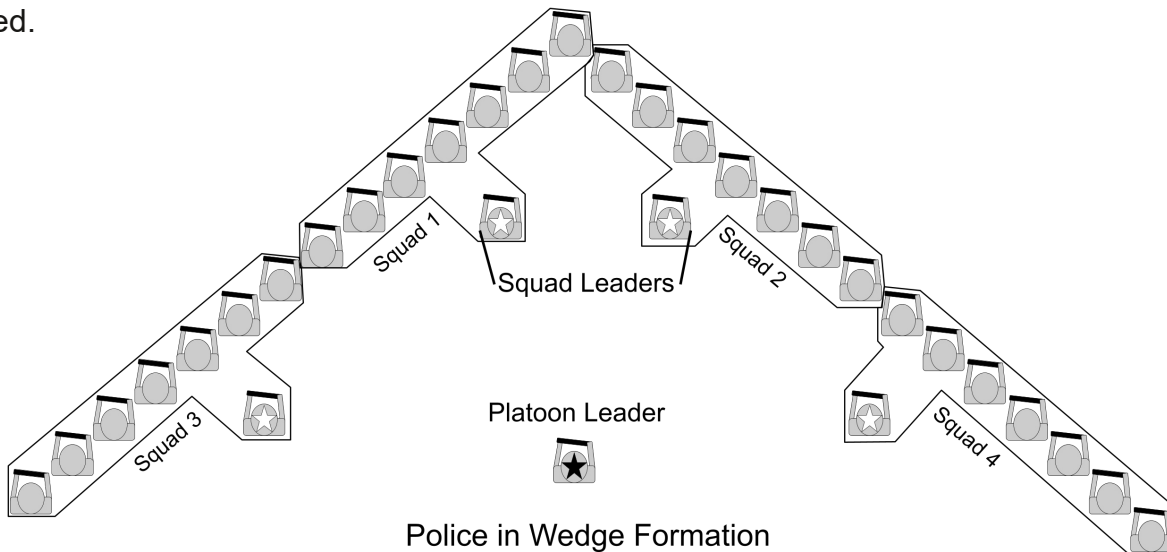 ed.
Squad 1
Squad 2
Squad Leaders
Squad 3
Platoon Leader
Squad 4
Police in Wedge Formation